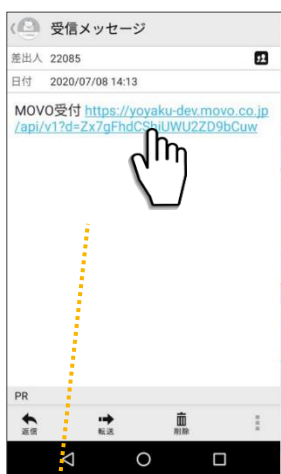 受信メッセージ
差出人 22085
日付 2020/07/08 14:13
MOVO受付 https://yoyaku-dev.movo.co.jp
/api/v1?d=Zx7gFhdCShiUWU2ZD9bCuw
PR
返信 転送 削除